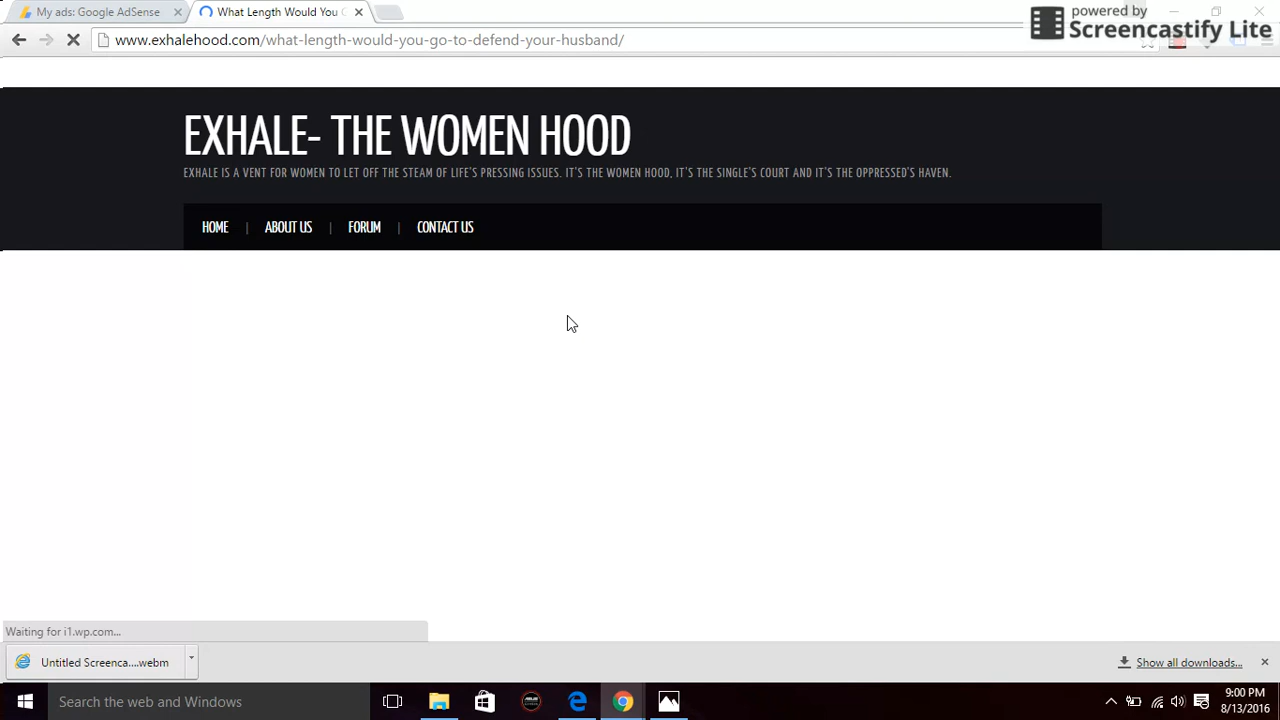 My ads: Google AdSense
What Length Would You
powered by
Screencastify Lite
www.exhalehood.com/what-length-would-you-go-to-defend-your-husband/
EXHALE- THE WOMEN HOOD
EXHALE IS A VENT FOR WOMEN TO LET OFF THE STEAM OF LIFE'S PRESSING ISSUES. IT'S THE WOMEN HOOD, IT'S THE SINGLE'S COURT AND IT'S THE OPPRESSED'S HAVEN.
HOME | ABOUT US | FORUM | CONTACT US
Waiting for i1.wp.com...
Untitled Screenca....webm
Show all downloads...
Search the web and Windows
9:00 PM
8/13/2016